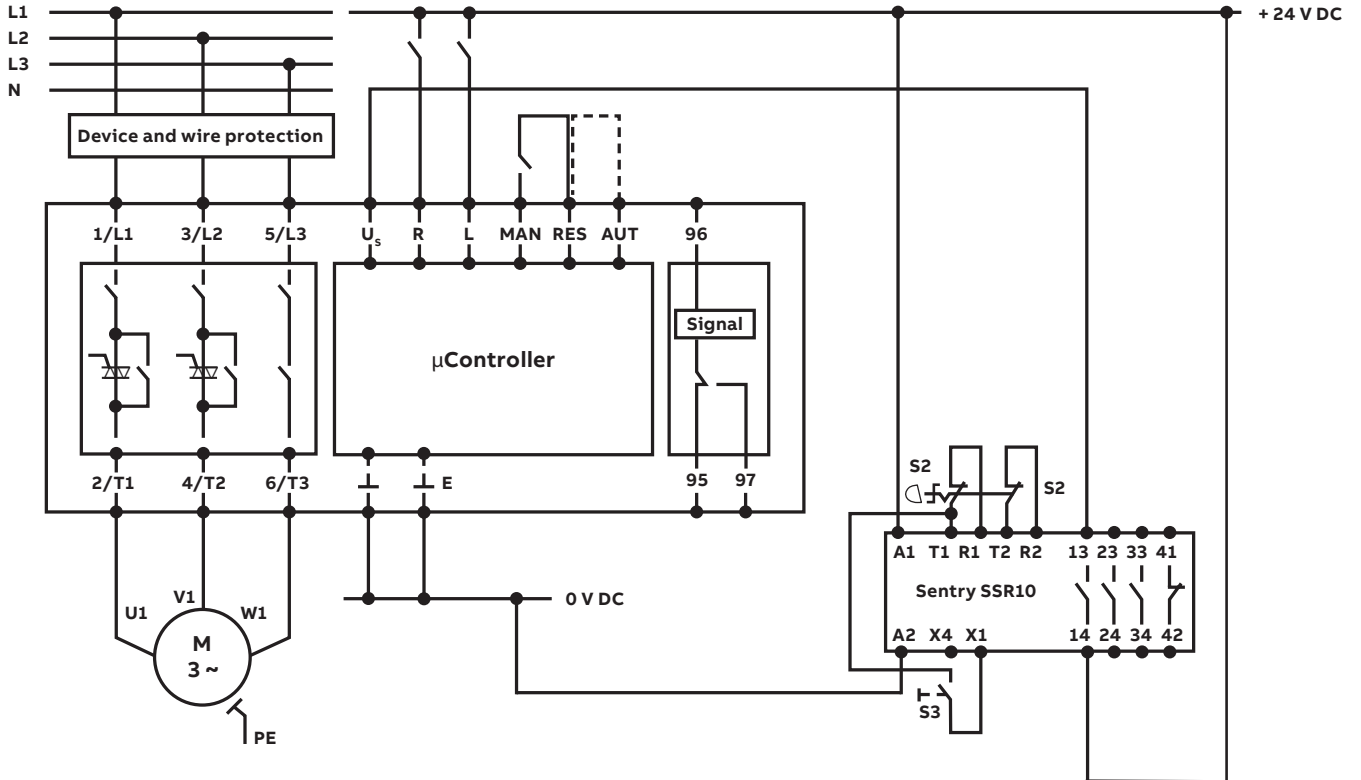 L1
+ 24 V DC
L2
L3
N
Device and wire protection
1/L1 3/L2 5/L3 Us R L MAN RES AUT 96
Signal
µController
2/T1 4/T2 6/T3 E 95 97
S2
S2
A1 T1 R1 T2 R2 13 23 33 41
Sentry SSR10
0 V DC
A2 X4 X1 14 24 34 42
U1 V1 W1
M
3 ~
S3
PE